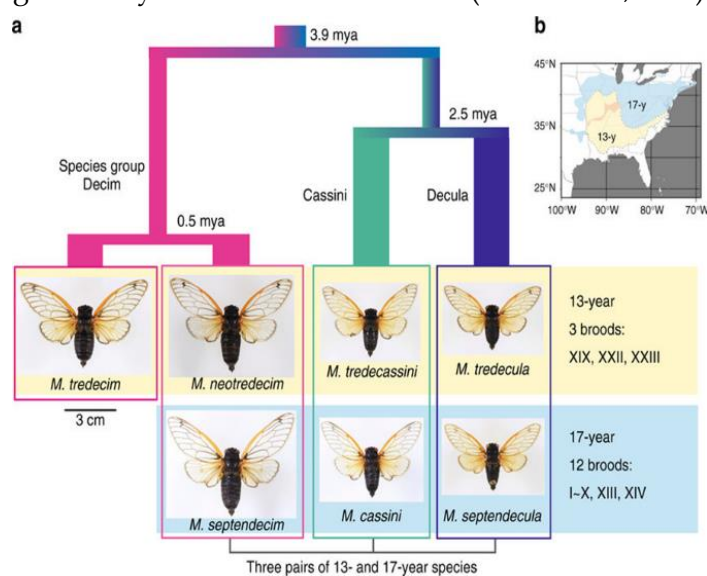 a
3.9 mya
b
45°N
35°N
25°N
17-y
13-y
100°W 90°W 80°W 70°W
2.5 mya
Species group
Decim
Cassini
Decula
0.5 mya
M. tredecim
M. neotredecim
M. tredecassini
M. tredecula
13-year
3 broods:
XIX, XXII, XXIII
3 cm
M. septendecim
M. cassini
M. septendecula
17-year
12 broods:
I~X, XIII, XIV
Three pairs of 13- and 17-year species